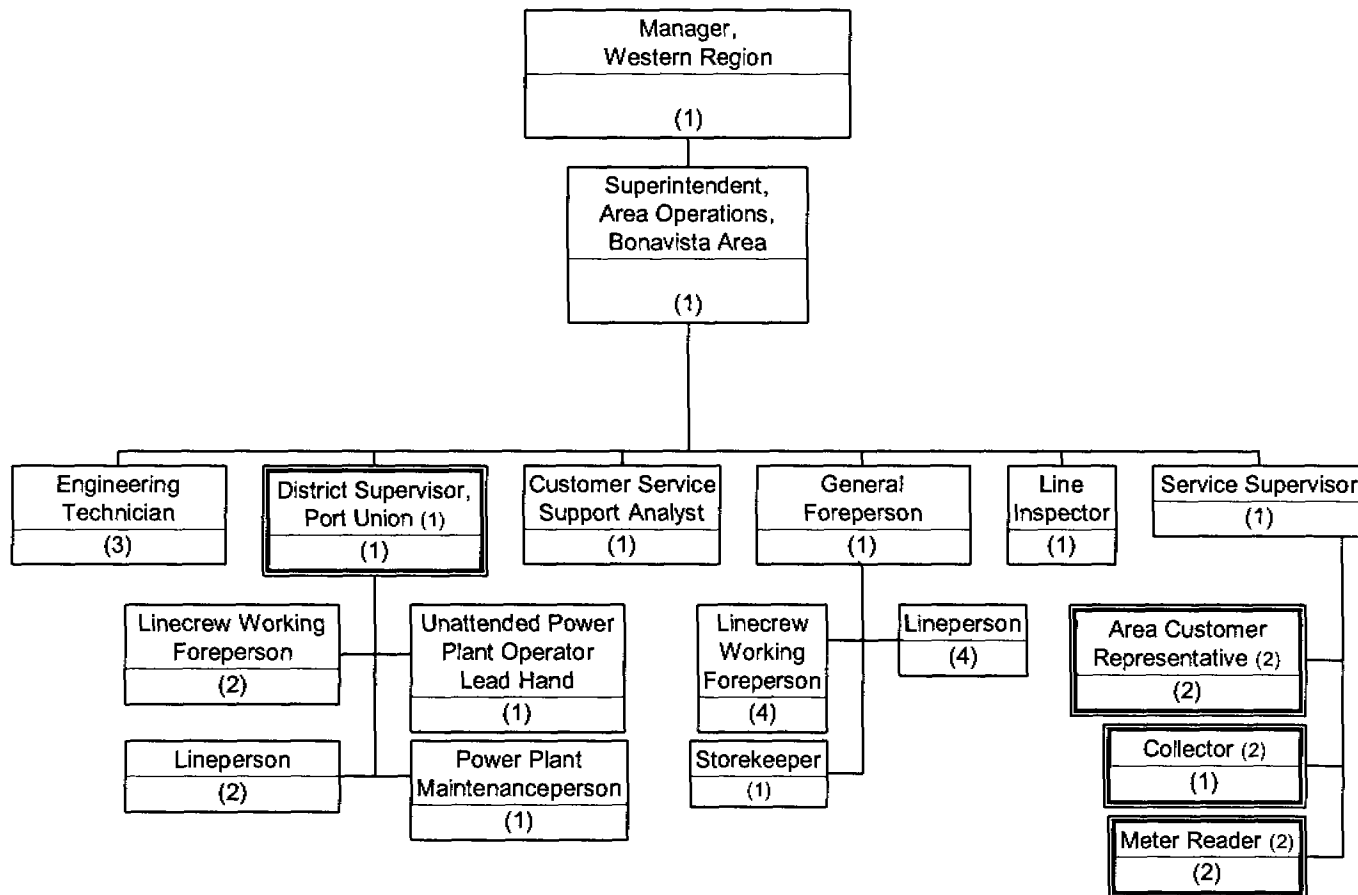 Manager,
Western Region
(1)
Superintendent,
Area Operations,
Bonavista Area
(1)
Engineering
Technician
(3)
District Supervisor,
Port Union (1)
(1)
Customer Service
Support Analyst
(1)
General
Foreperson
(1)
Line
Inspector
(1)
Service Supervisor
(1)
Linecrew Working
Foreperson
(2)
Unattended Power
Plant Operator
Lead Hand
(1)
Lineperson
(2)
Power Plant
Maintenanceperson
(1)
Linecrew
Working
Foreperson
(4)
Lineperson
(4)
Storekeeper
(1)
Area Customer
Representative (2)
(2)
Collector (2)
(1)
Meter Reader (2)
(2)